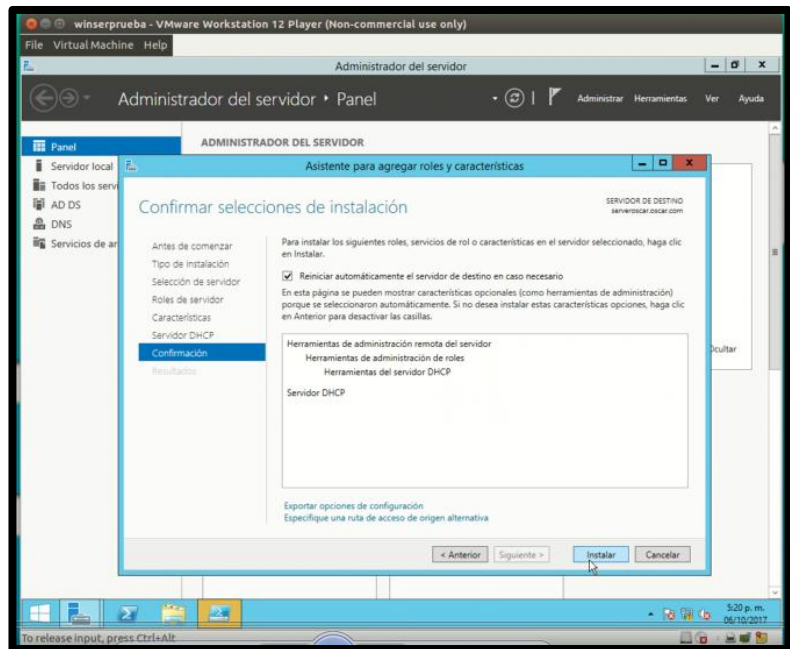 winserprueba - VMware Workstation 12 Player (Non-commercial use only)
File Virtual Machine Help
Administrador del servidor
Administrador del servidor Panel
Administrar Herramientas Ver Ayuda
Panel
ADMINISTRADOR DEL SERVIDOR
Servidor local
Todos los servi
AD DS
DNS
Servicios de ar
Asistente para agregar roles y características
Confirmar selecciones de instalación
SERVIDOR DE DESTINO
serveroscar.oscar.com
Antes de comenzar
Tipo de instalación
Selección de servidor
Roles de servidor
Características
Servidor DHCP
Confirmación
Resultados
Para instalar los siguientes roles, servicios de rol o características en el servidor seleccionado, haga clic
en Instalar.
Reiniciar automáticamente el servidor de destino en caso necesario
En esta página se pueden mostrar características opcionales (como herramientas de administración)
porque se seleccionaron automáticamente. Si no desea instalar estas características opciones, haga clic
en Anterior para desactivar las casillas.
Herramientas de administración remota del servidor
Herramientas de administración de roles
Herramientas del servidor DHCP
Servidor DHCP
Exportar opciones de configuración
Especifique una ruta de acceso de origen alternativa
Ocultar
< Anterior Siguiente > Instalar Cancelar
5:20 p. m.
06/10/2017
To release input, press Ctrl+Alt